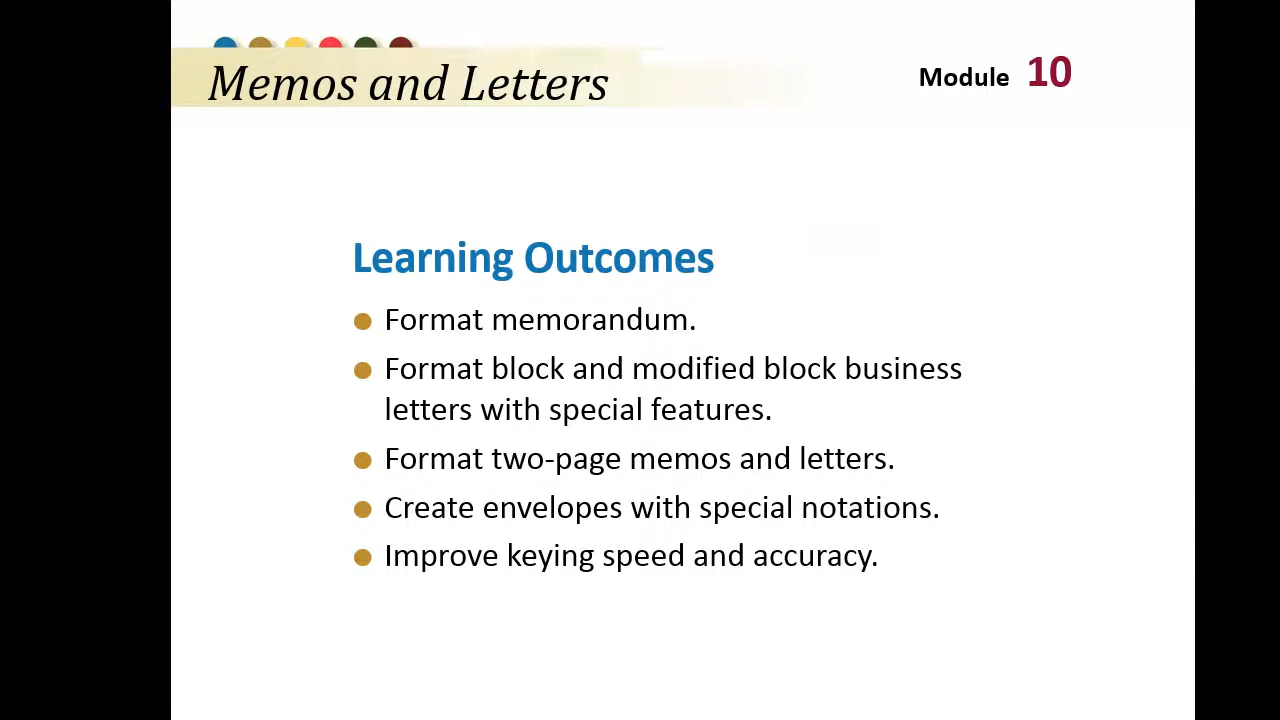 Memos and Letters
Module 10
Learning Outcomes
Format memorandum.
Format block and modified block business
letters with special features.
Format two-page memos and letters.
Create envelopes with special notations.
Improve keying speed and accuracy.